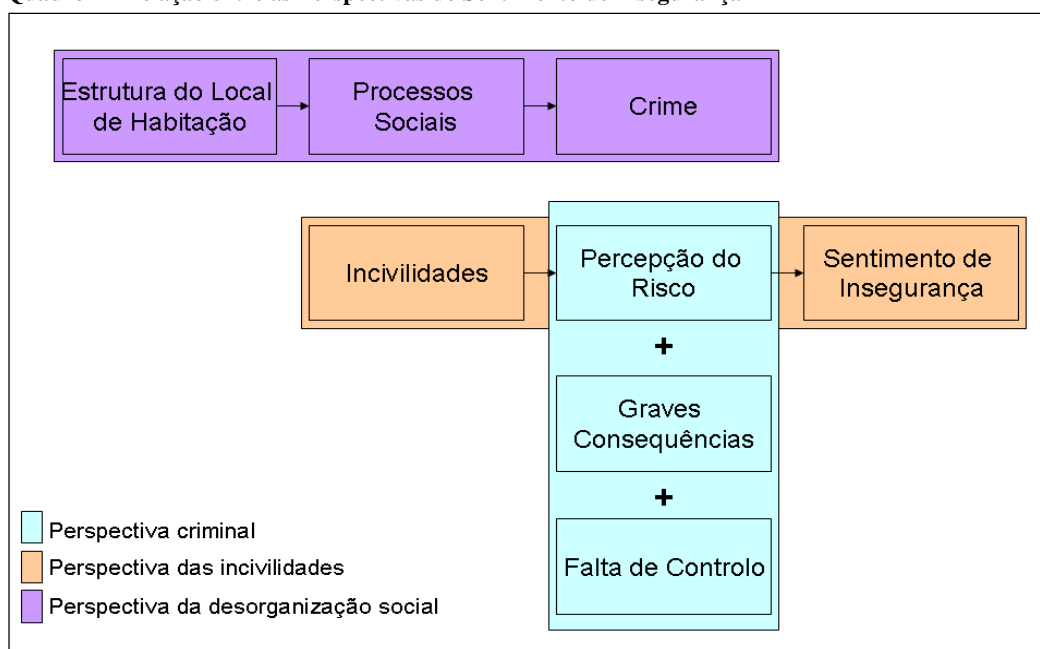 Estrutura do Local
de Habitação
Processos
Sociais
Crime
Incivilidades
Percepção do
Risco
Sentimento de
Insegurança
+
Graves
Consequências
+
Falta de Controlo
Perspectiva criminal
Perspectiva das incivilidades
Perspectiva da desorganização social